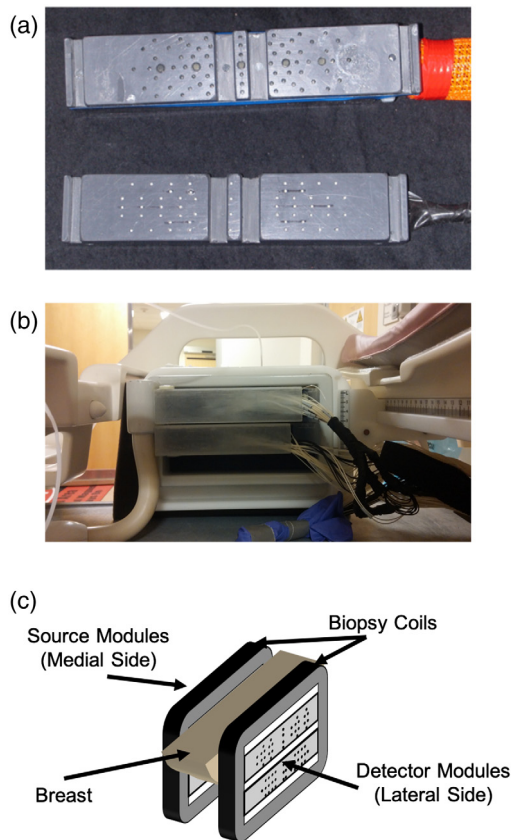 (a)
(b)
(c)
Biopsy Coils
Source Modules
(Medial Side)
Breast
Detector Modules
(Lateral Side)